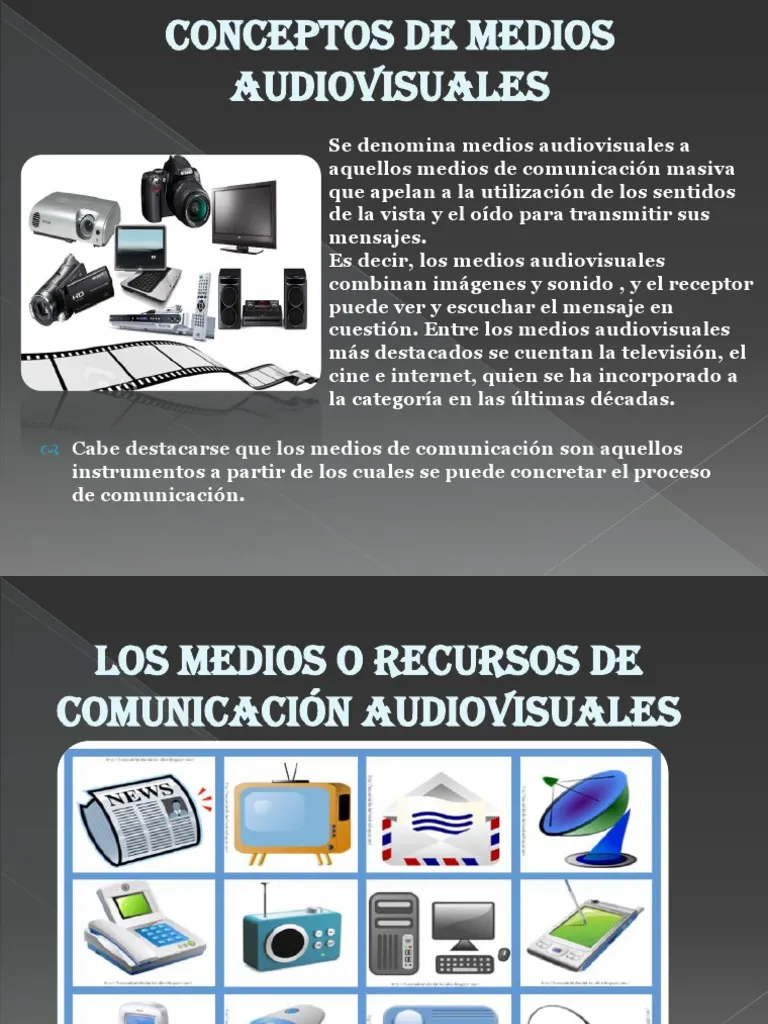 CONCEPTOS DE MEDIOS
AUDIOVISUALES
Se denomina medios audiovisuales a
aquellos medios de comunicación masiva
que apelan a la utilización de los sentidos
de la vista y el oído para transmitir sus
mensajes.
Es decir, los medios audiovisuales
combinan imágenes y sonido , y el receptor
puede ver y escuchar el mensaje en
cuestión. Entre los medios audiovisuales
más destacados se cuentan la televisión, el
cine e internet, quien se ha incorporado a
la categoría en las últimas décadas.
HD
Cabe destacarse que los medios de comunicación son aquellos
instrumentos a partir de los cuales se puede concretar el proceso
de comunicación.
LOS MEDIOS O RECURSOS DE
COMUNICACIÓN AUDIOVISUALES
NEWS